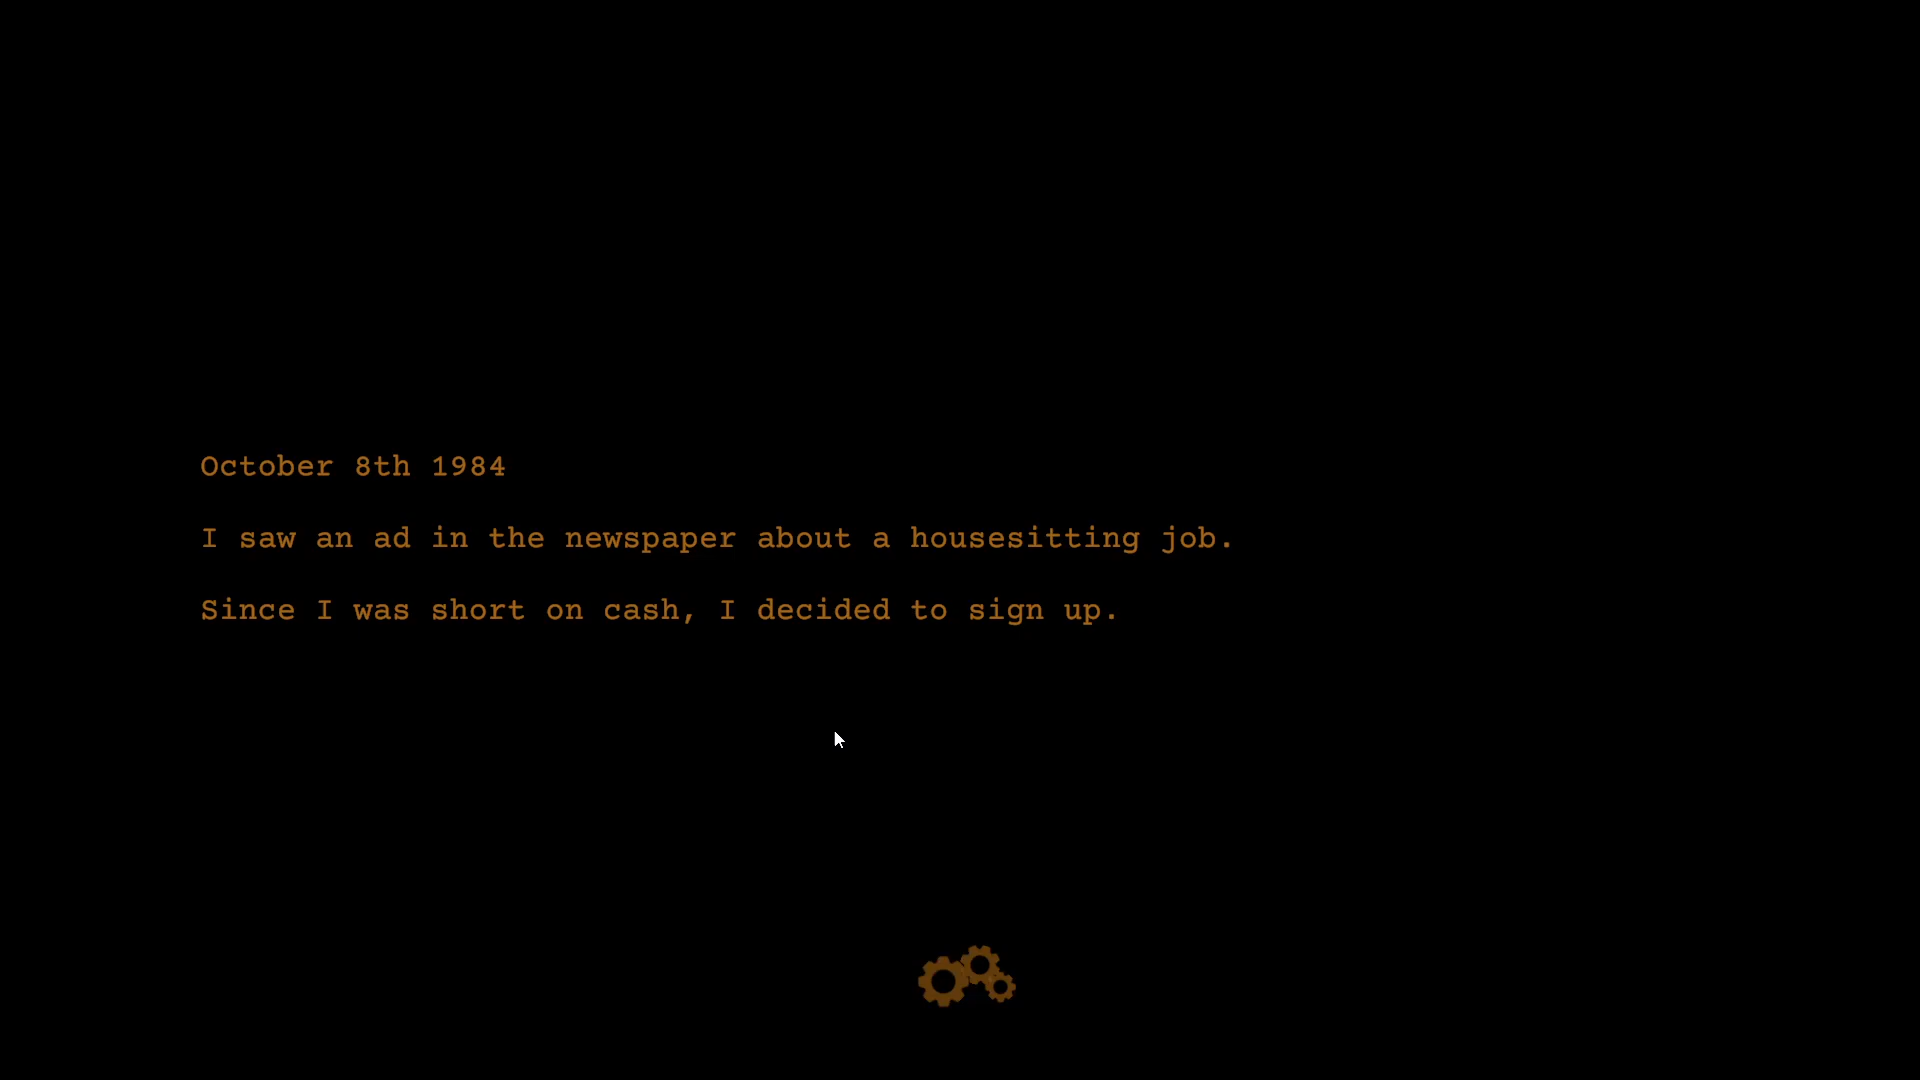 October 8th 1984
I saw an ad in the newspaper about a housesitting job.
Since I was short on cash, I decided to sign up.